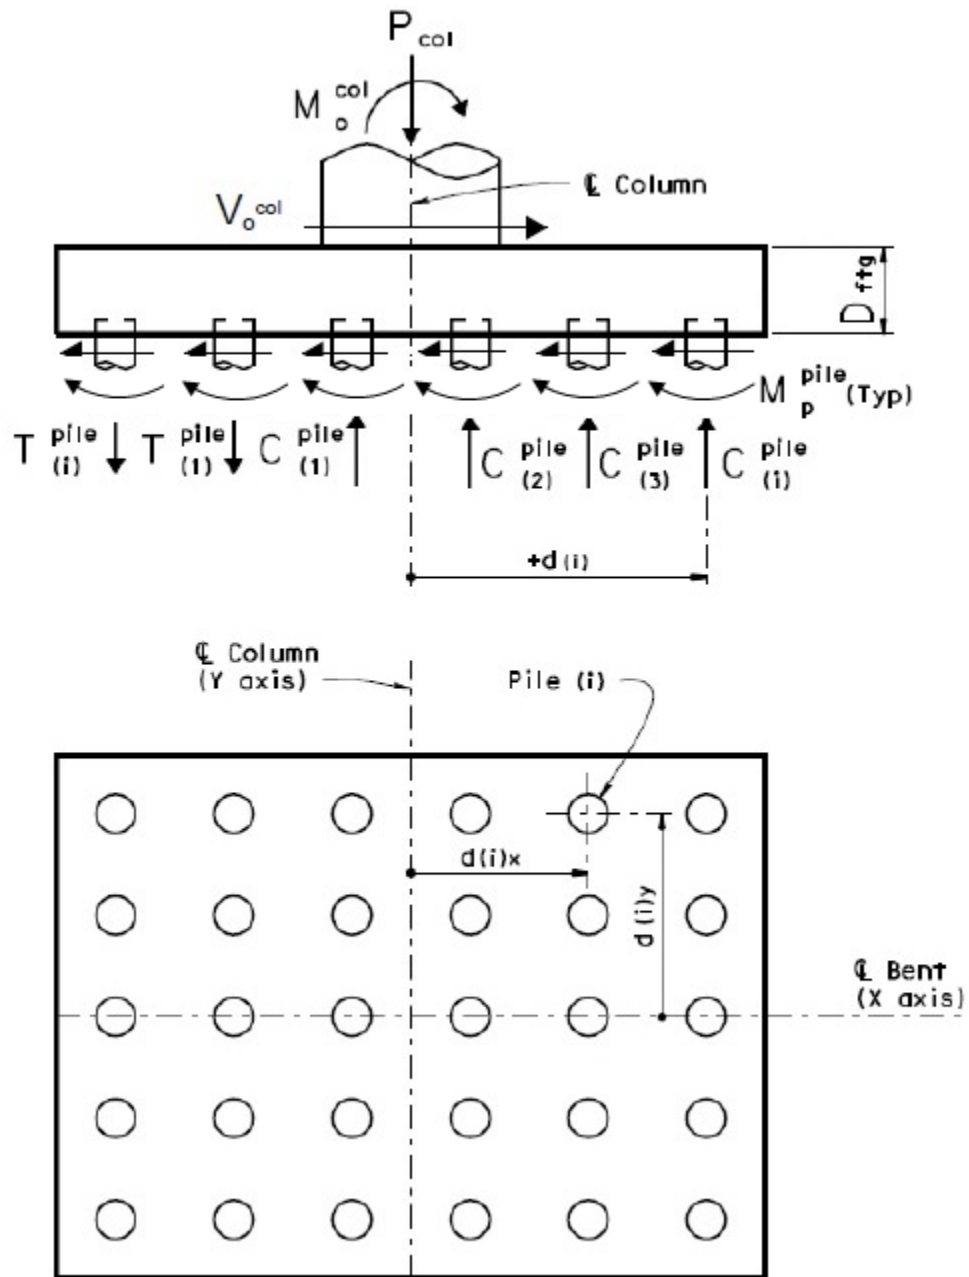 P col
M o col
℄ Column
V o col
D ftg
M p pile (Typ)
T (i) pile T (1) pile C (1) pile C (2) pile C (3) pile C (i) pile
+d(i)
℄ Column
(Y axis)
Pile (i)
d(i)x
d(i)y
℄ Bent
(X axis)